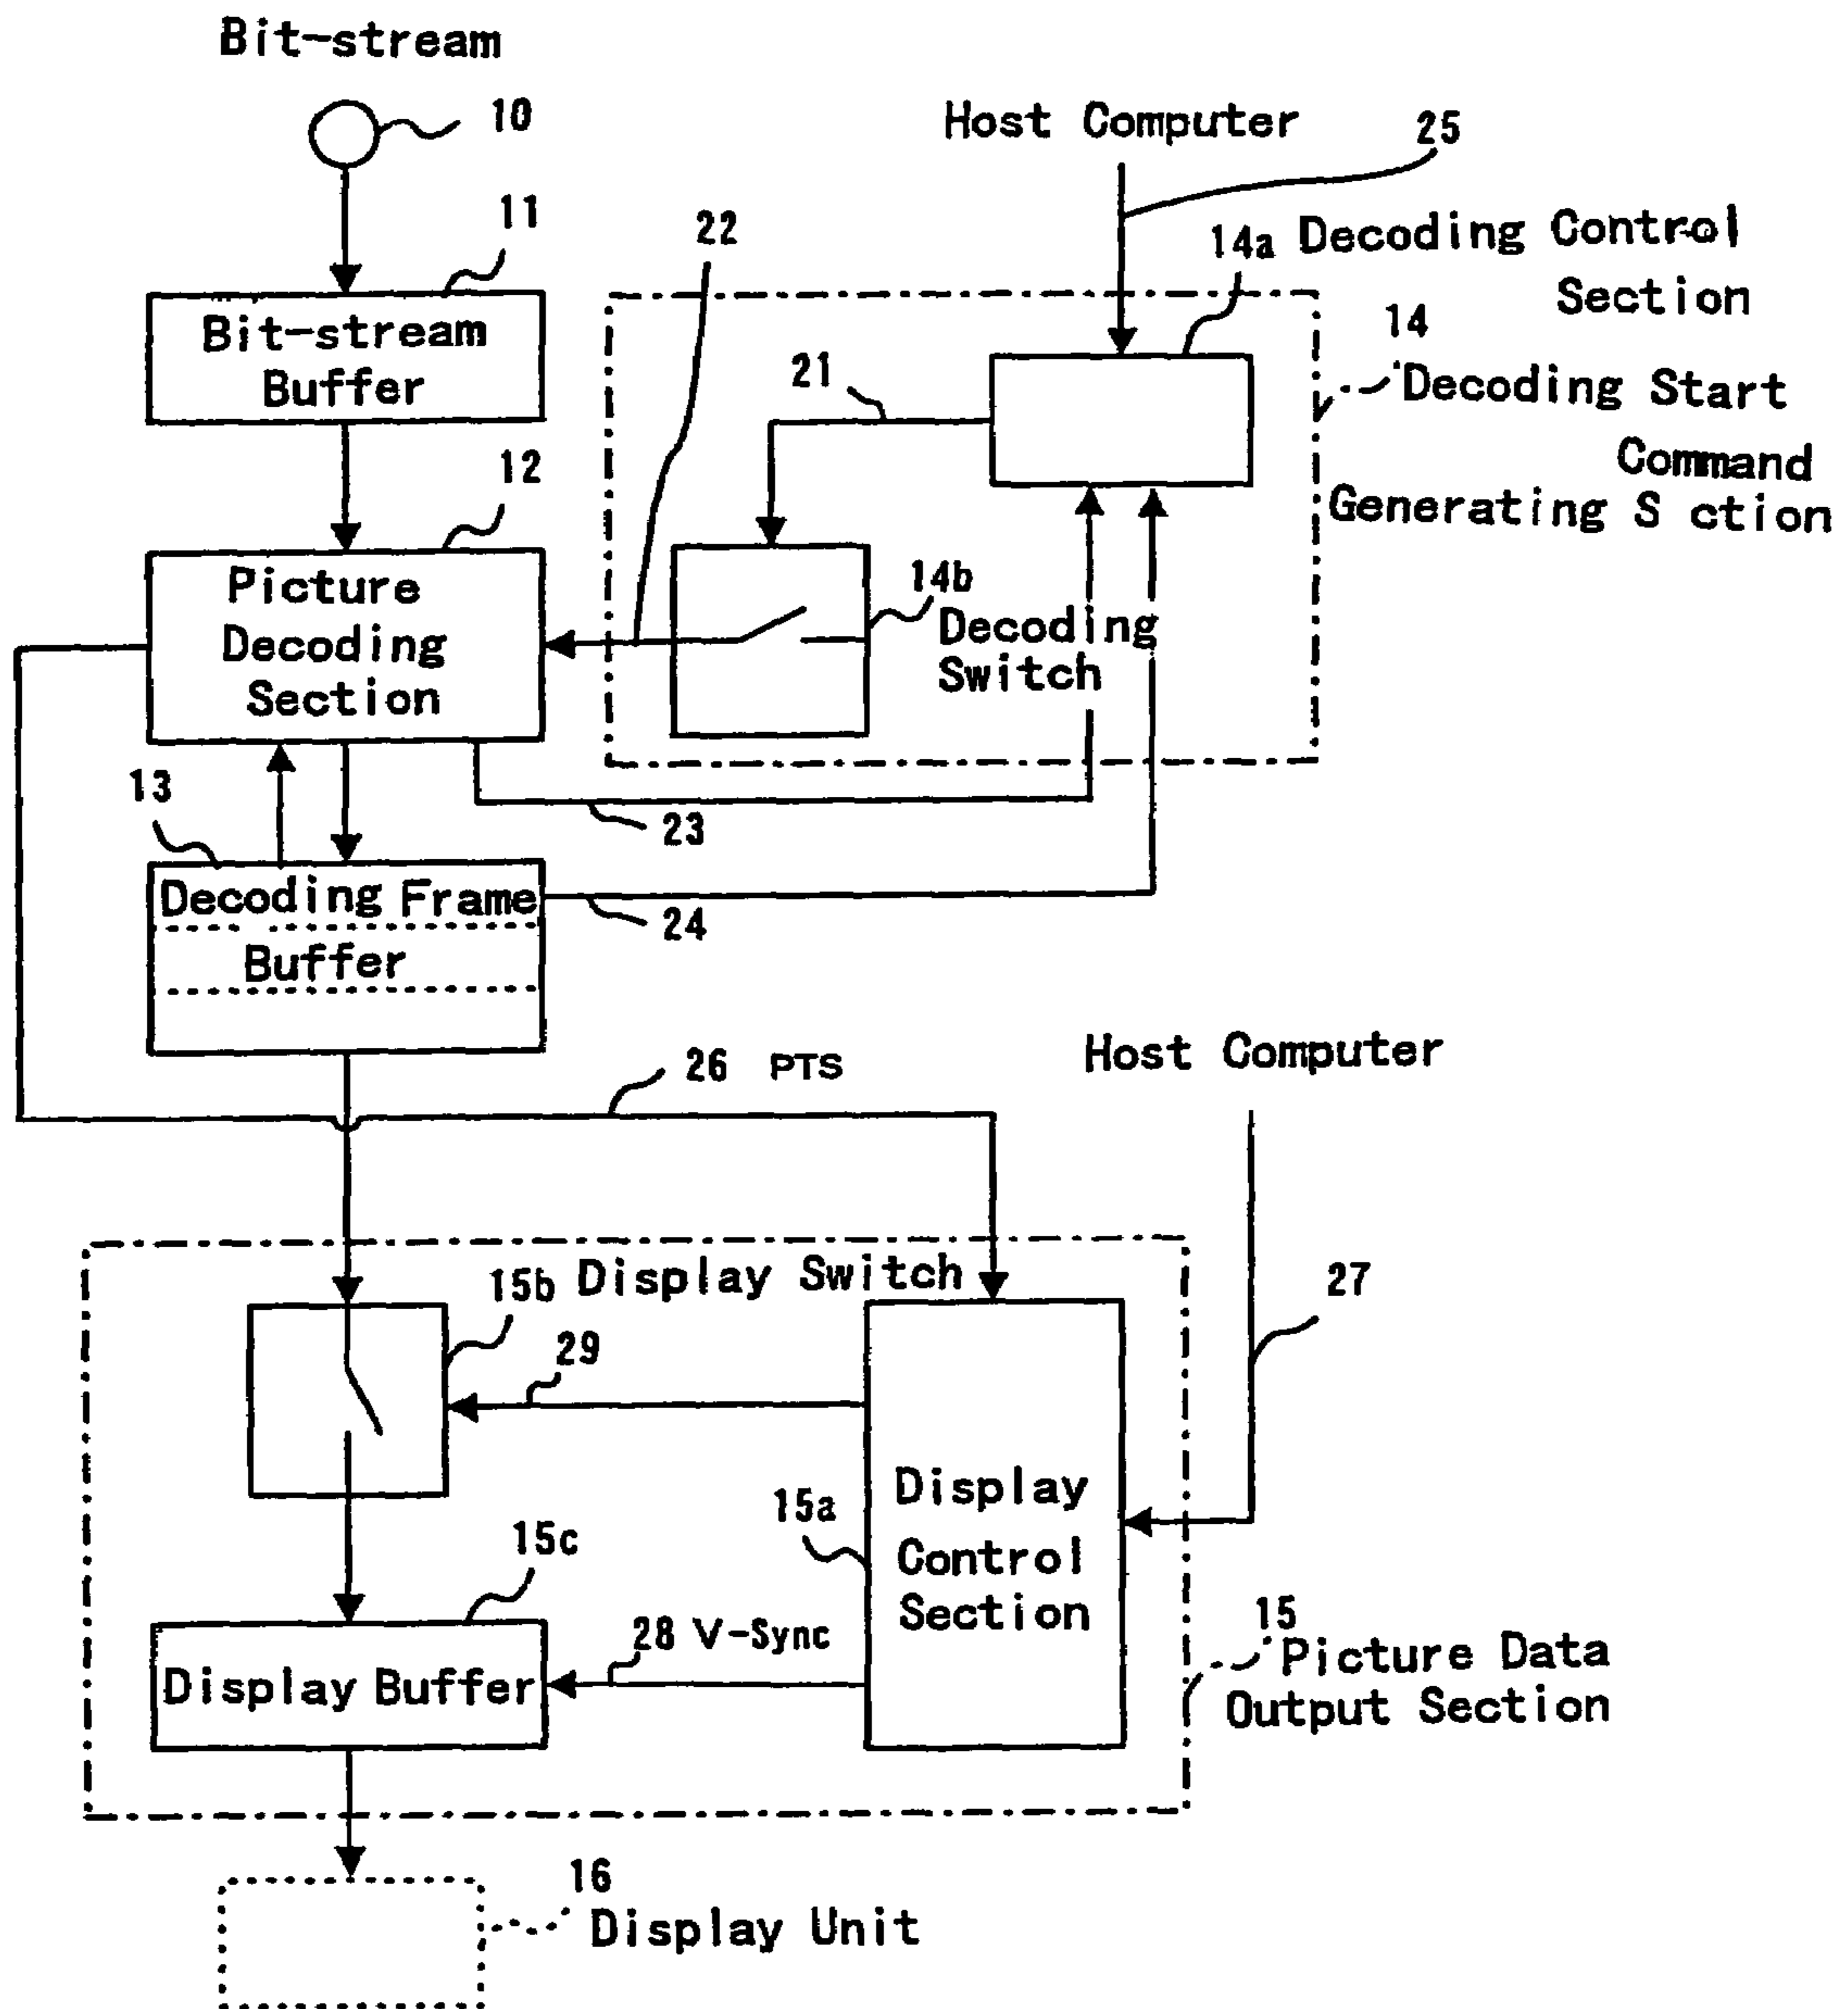 Bit-stream
10
Host Computer
25
11
22
14a Decoding Control
Section
Bit-stream
Buffer
14
Decoding Start
Command
Generating S ction
21
12
Picture
Decoding
Section
14b
Decoding
Switch
13
23
Decoding Frame
Buffer
24
26 PTS
Host Computer
15b Display Switch
27
29
15a
Display
Control
Section
15c
28 V-Sync
Display Buffer
15
Picture Data
Output Section
16
Display Unit